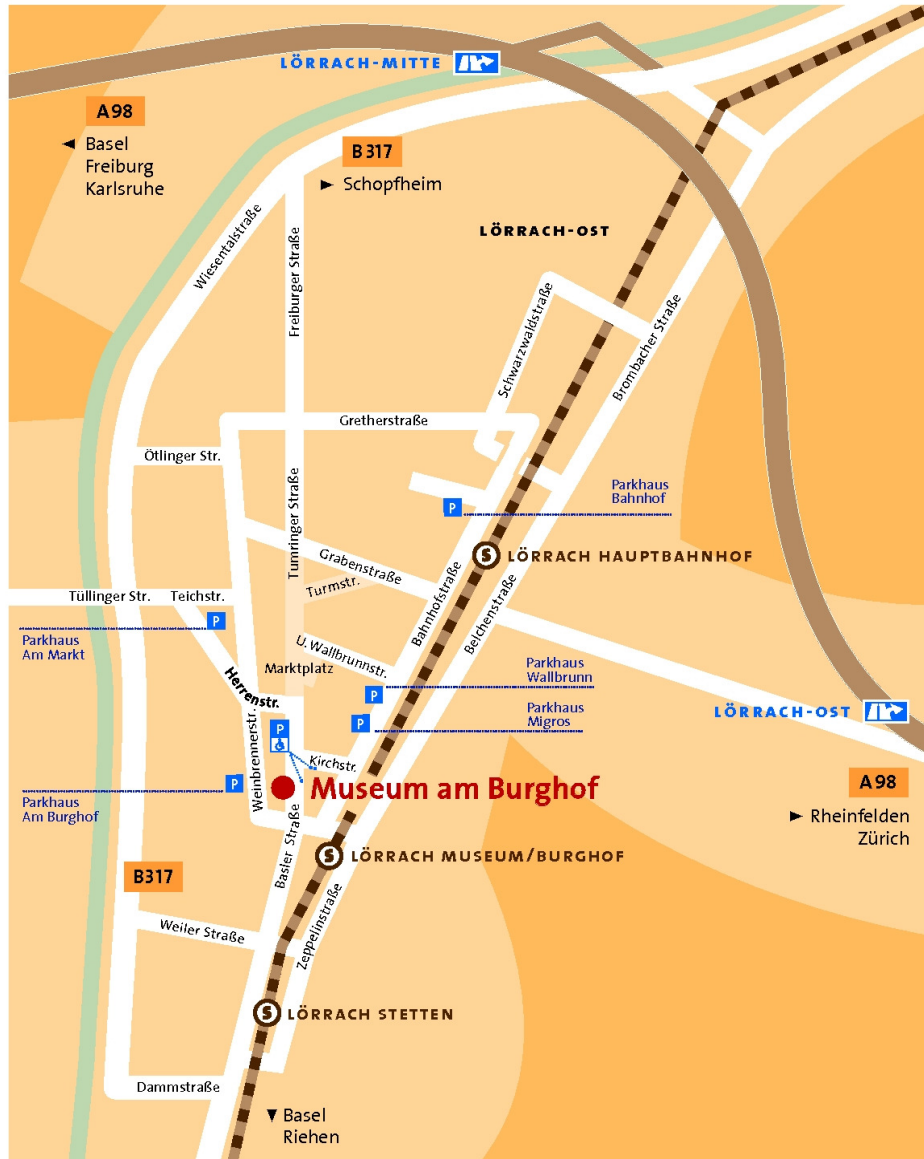 LÖRRACH-MITTE
A98
Basel
Freiburg
Karlsruhe
B 317
Schopfheim
LÖRRACH-OST
Wiesentalstraße
Freiburger Straße
Schwarzwaldstraße
Brombacher Straße
Gretherstraße
Ötlinger Str.
Tumringer Straße
P
Parkhaus
Bahnhof
S LÖRRACH HAUPTBAHNHOF
Grabenstraße
Turmstr.
Bahnhofstraße
Belchenstraße
Tüllinger Str.
Teichstr.
P
Parkhaus
Am Markt
U. Wallbrunnstr.
Marktplatz
Herrenstr.
P
Parkhaus
Wallbrunn
P
Parkhaus
Migros
LÖRRACH-OST
P
Weinbrennerstr.
Kirchstr.
P
Parkhaus
Am Burghof
Museum am Burghof
A98
Rheinfelden
Zürich
Basler Straße
S LÖRRACH MUSEUM/BURGHOF
B317
Weiler Straße
Zeppelinstraße
S LÖRRACH STETTEN
Dammstraße
Basel
Riehen